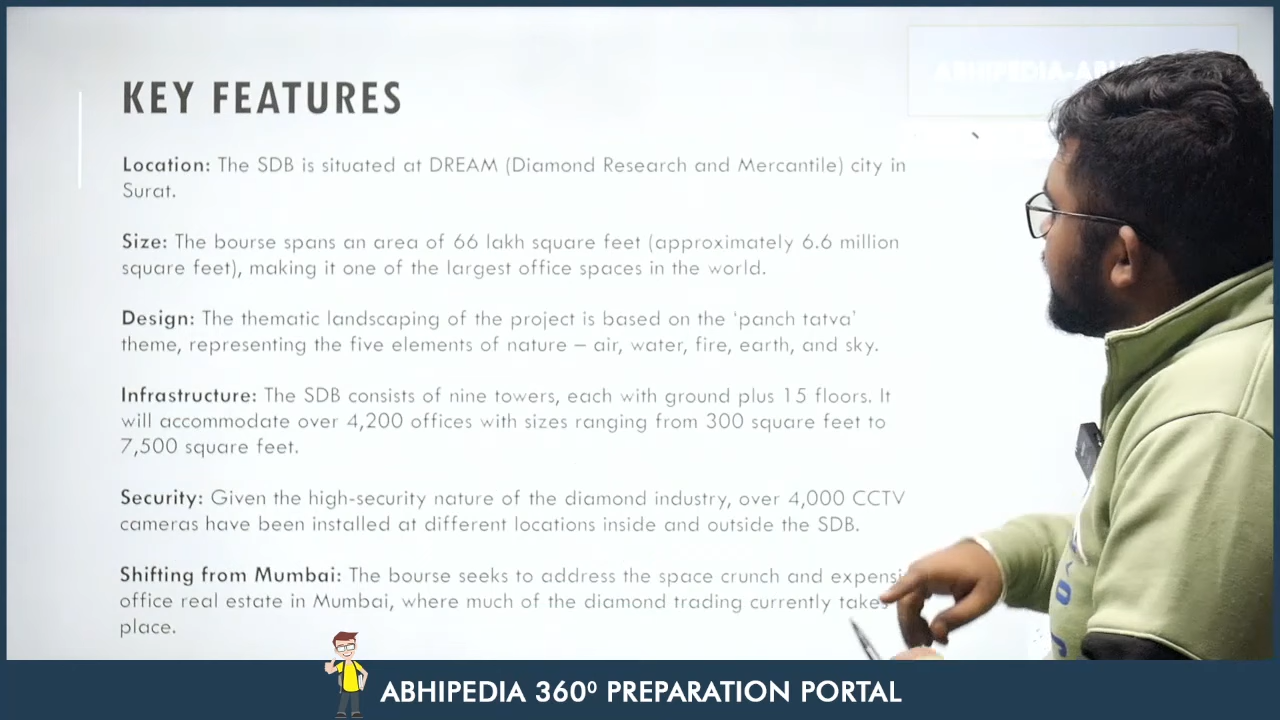 KEY FEATURES
Location: The SDB is situated at DREAM (Diamond Research and Mercantile) city in
Surat.
Size: The bourse spans an area of 66 lakh square feet (approximately 6.6 million
square feet), making it one of the largest office spaces in the world.
Design: The thematic landscaping of the project is based on the ‘panch tatva’
theme, representing the five elements of nature – air, water, fire, earth, and sky.
Infrastructure: The SDB consists of nine towers, each with ground plus 15 floors. It
will accommodate over 4,200 offices with sizes ranging from 300 square feet to
7,500 square feet.
Security: Given the high-security nature of the diamond industry, over 4,000 CCTV
cameras have been installed at different locations inside and outside the SDB.
Shifting from Mumbai: The bourse seeks to address the space crunch and expensi
office real estate in Mumbai, where much of the diamond trading currently takes
place.
ABHIPEDIA 360⁰ PREPARATION PORTAL